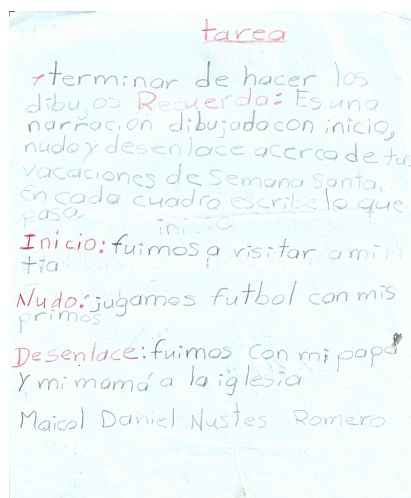 tarea
terminar de hacer los
dibujos Recuerda: Es una
narración dibujada con inicio,
nudo y desenlace acerca de tus
vacaciones de Semana Santa.
En cada cuadro escribe lo que
pasa
inicio
Inicio: fuimos a visitar a mi
tia
Nudo: jugamos futbol con mis
primos
Desenlace: fuimos con mi papá
Y mi mamá a la iglesia
Maicol Daniel Nustes Romero